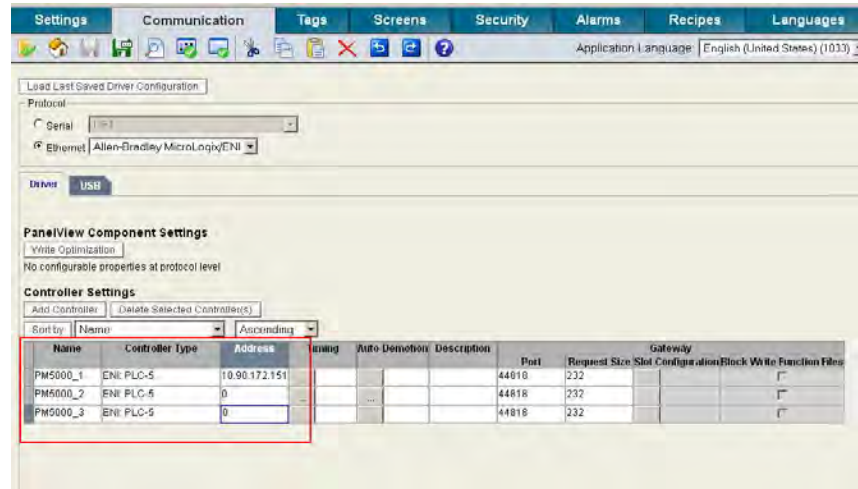 Settings Communication Tags Screens Security Alarms Recipes Languages
Application Language: English (United States) (1033)
Load Last Saved Driver Configuration
Protocol
Serial
Ethernet Allen-Bradley MicroLogix/ENI
Driver USB
PanelView Component Settings
Write Optimization
No configurable properties at protocol level
Controller Settings
Add Controller Delete Selected Controller(s)
Sort by Name Ascending
Name Controller Type Address Timing Auto Demotion Description Gateway
Port Request Size Slot Configuration Block Write Function Files
PM5000_1 ENI: PLC-5 10.90.172.151 44818 232
PM5000_2 ENI: PLC-5 0 ... ... 44818 232
PM5000_3 ENI: PLC-5 0 44818 232